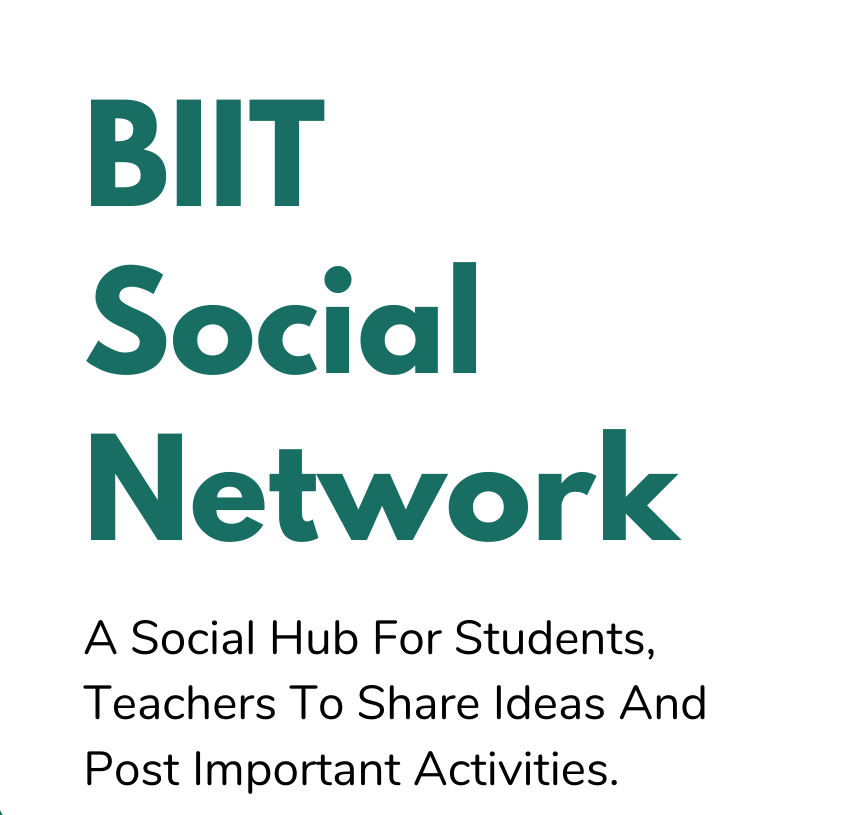 BIIT
Social
Network
A Social Hub For Students,
Teachers To Share Ideas And
Post Important Activities.